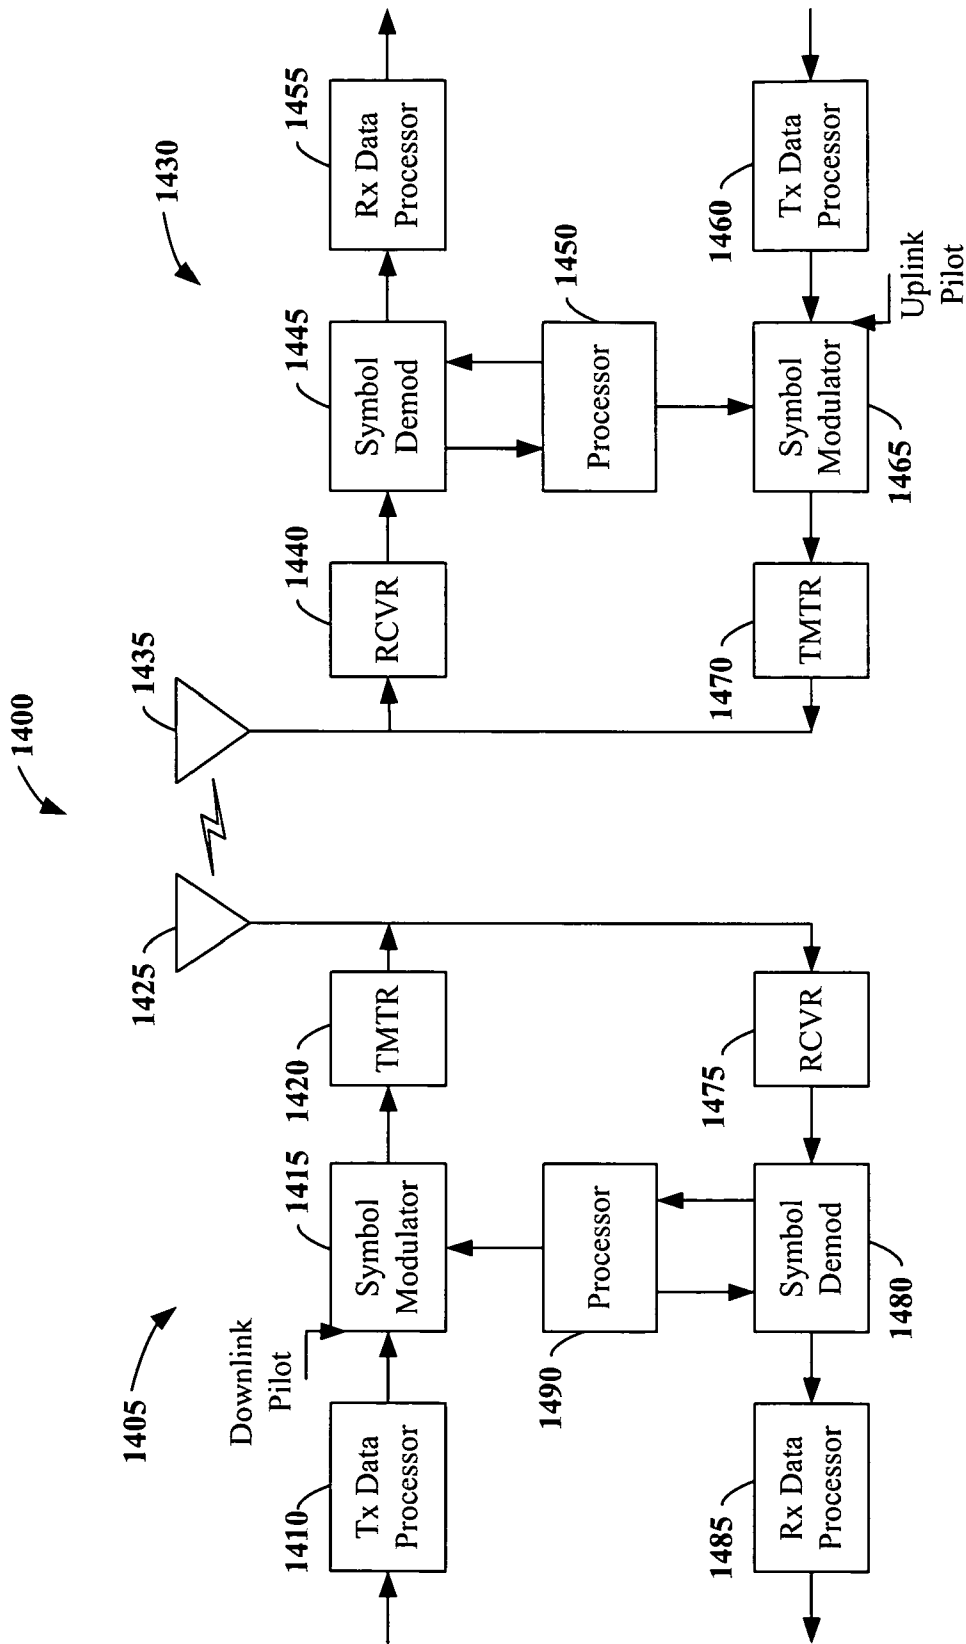 1400
1405
1430
1425
1435
Downlink
Pilot
1410
Tx Data
Processor
1415
Symbol
Modulator
1420
TMTR
1440
RCVR
1445
Symbol
Demod
1455
Rx Data
Processor
1490
Processor
1450
Processor
1485
Rx Data
Processor
1480
Symbol
Demod
1475
RCVR
1470
TMTR
1465
Symbol
Modulator
1460
Tx Data
Processor
Uplink
Pilot